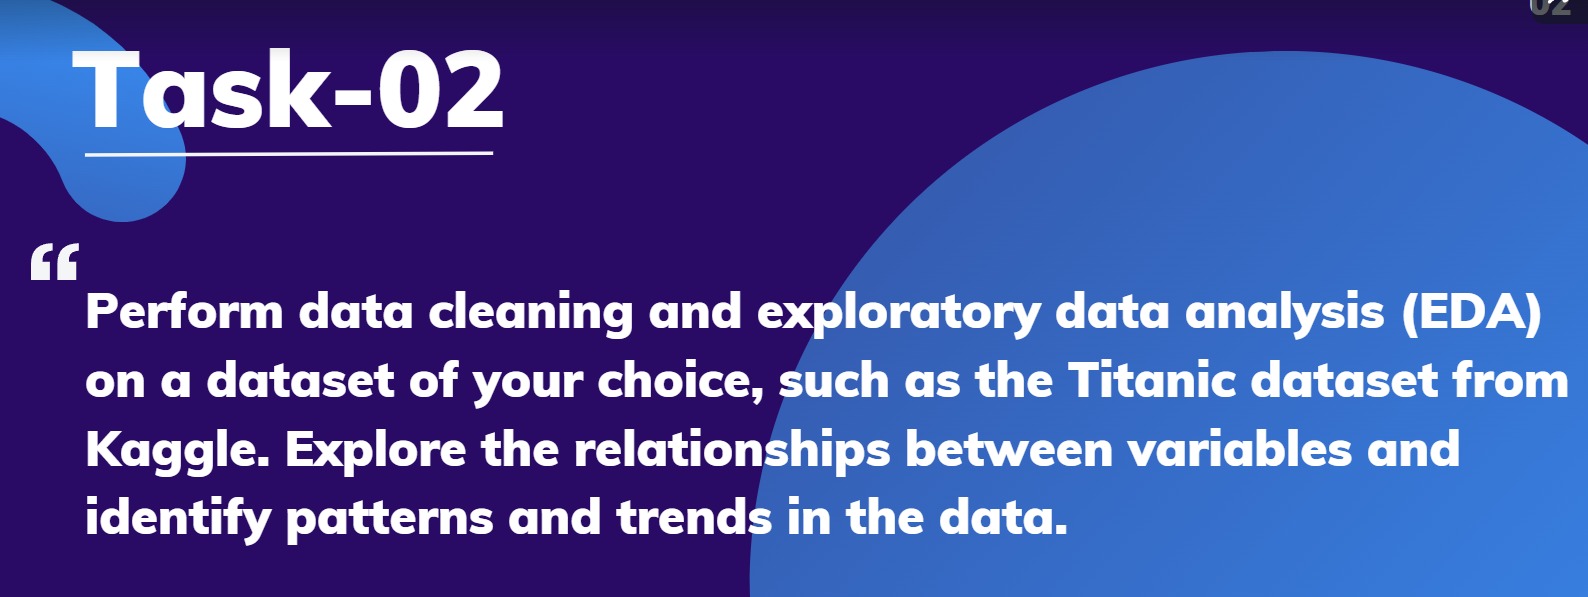 Task-02
“
Perform data cleaning and exploratory data analysis (EDA)
on a dataset of your choice, such as the Titanic dataset from
Kaggle. Explore the relationships between variables and
identify patterns and trends in the data.